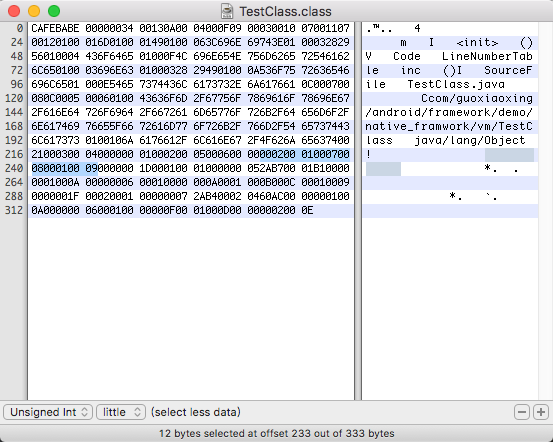 TestClass.class
0 CAFEBABE 00000034 00130A00 04000F09 00030010 07001107 .™.. 4
24 00120100 016D0100 01490100 063C696E 69743E01 00032829 m I <init> ()
48 56010004 436F6465 01000F4C 696E654E 756D6265 72546162 V Code LineNumberTab
72 6C650100 03696E63 01000328 29490100 0A536F75 72636546 le inc ()I SourceF
96 696C6501 000E5465 7374436C 6173732E 6A617661 0C000700 ile TestClass.java
120 080C0005 00060100 43636F6D 2F67756F 7869616F 78696E67 Ccom/guoxiaoxing
144 2F616E64 726F6964 2F667261 6D65776F 726B2F64 656D6F2F /android/framework/demo/
168 6E617469 76655F66 72616D77 6F726B2F 766D2F54 65737443 native_framwork/vm/TestC
192 6C617373 0100106A 6176612F 6C616E67 2F4F626A 65637400 lass java/lang/Object
216 21000300 04000000 01000200 05000600 00000200 01000700 !
240 08000100 09000000 1D000100 01000000 052AB700 01B10000 *. .
264 0001000A 00000006 00010000 000A0001 000B000C 00010009
288 0000001F 00020001 00000007 2AB40002 0460AC00 00000100 *. `.
312 0A000000 06000100 00000F00 01000D00 00000200 0E
Unsigned Int little (select less data)
12 bytes selected at offset 233 out of 333 bytes